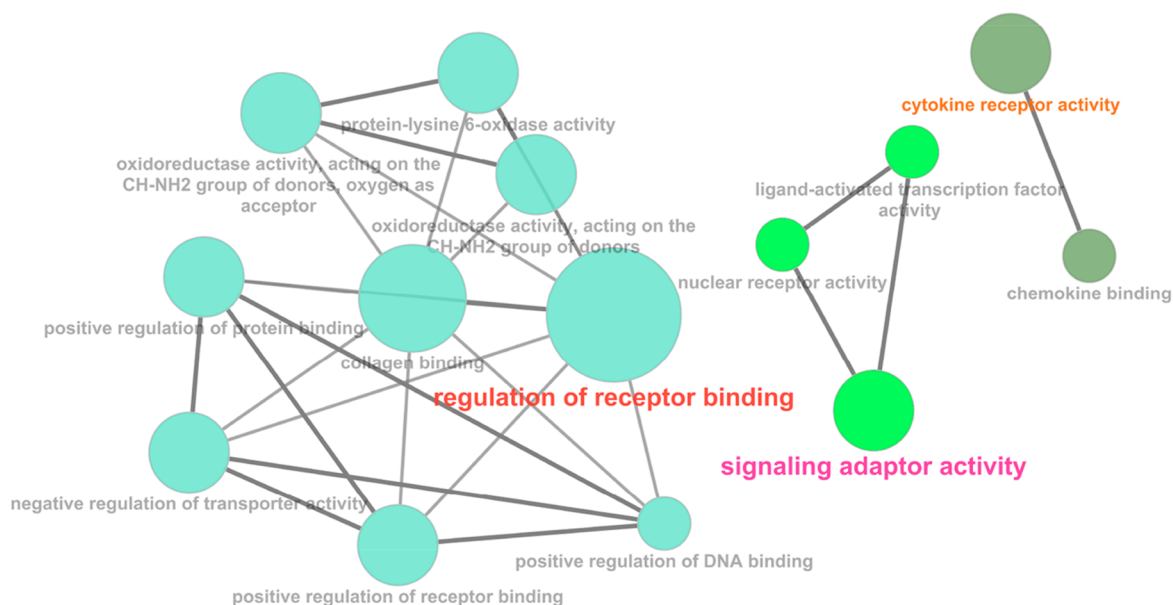 protein-lysine 6-oxidase activity
oxidoreductase activity, acting on the
CH-NH2 group of donors, oxygen as
acceptor
oxidoreductase activity, acting on the
CH-NH2 group of donors
positive regulation of protein binding
collagen binding
regulation of receptor binding
negative regulation of transporter activity
positive regulation of DNA binding
positive regulation of receptor binding
cytokine receptor activity
ligand-activated transcription factor
activity
nuclear receptor activity
chemokine binding
signaling adaptor activity